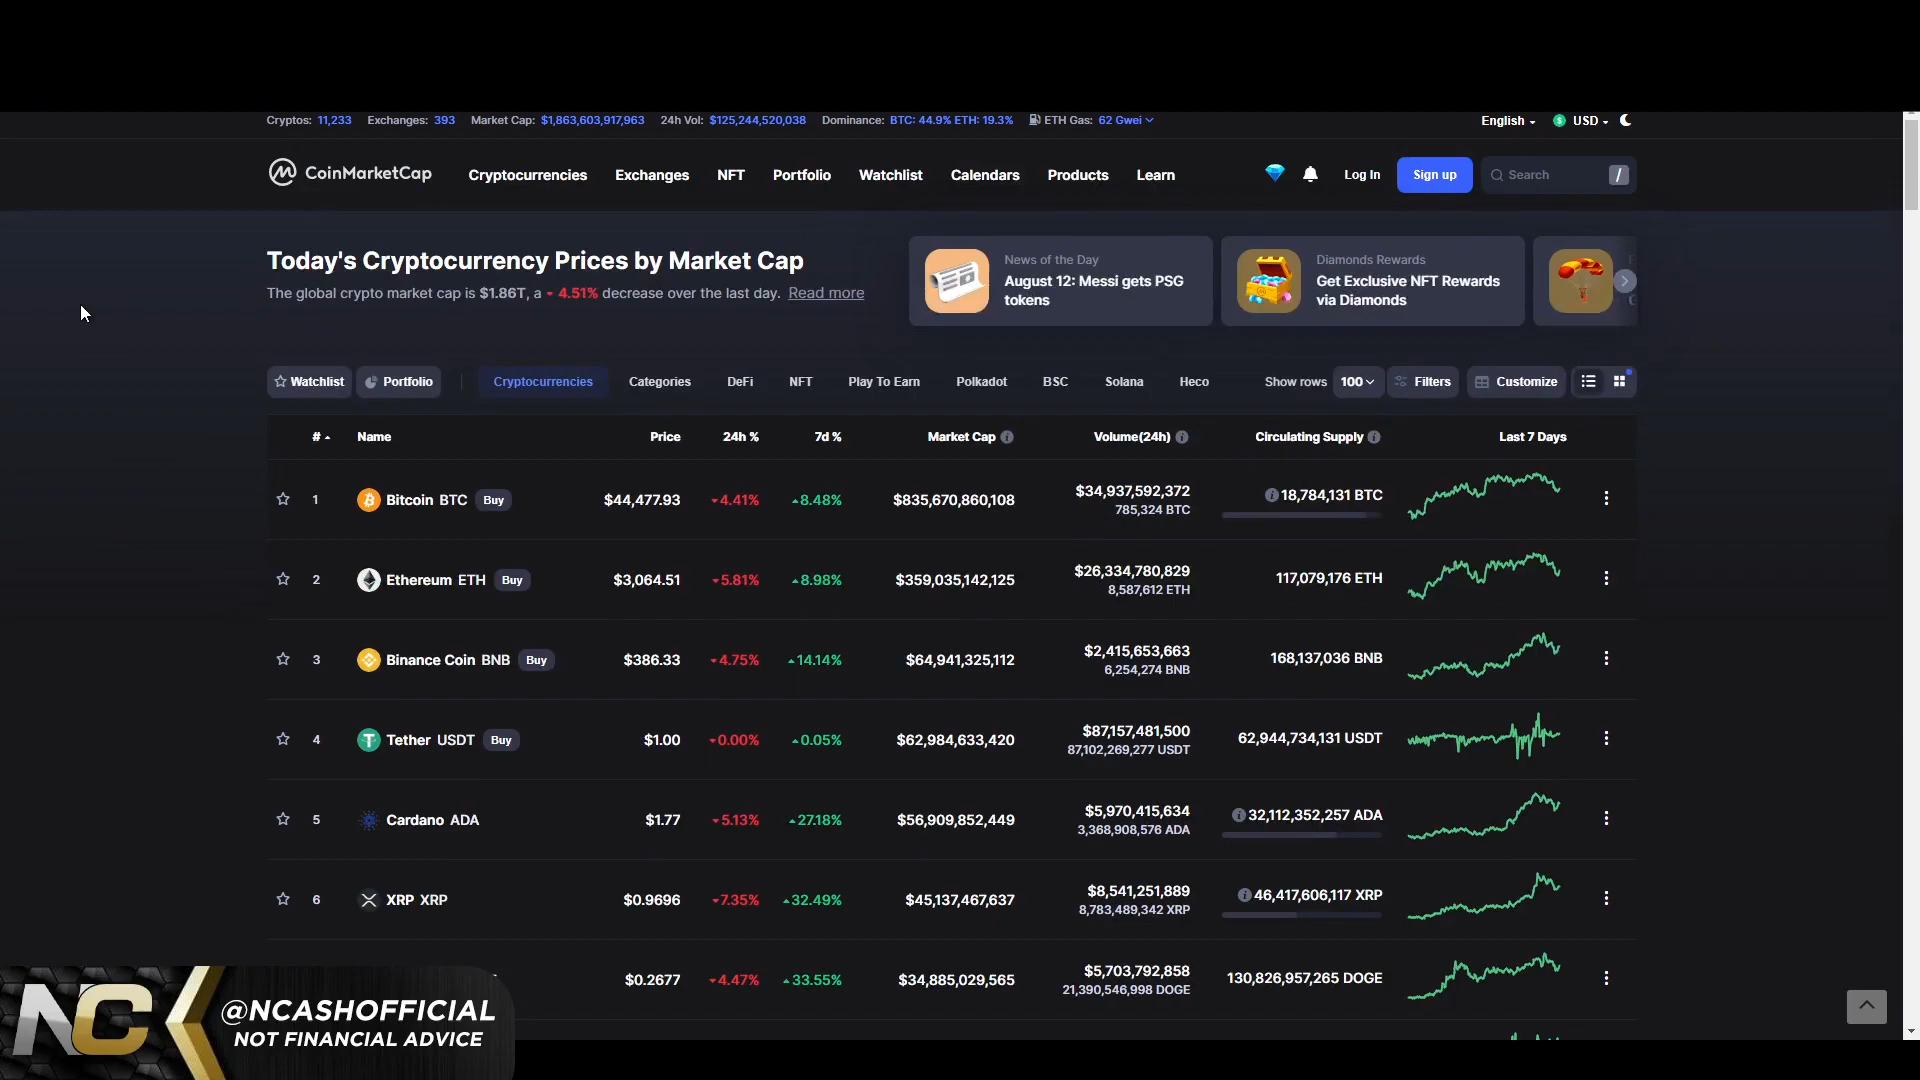 Cryptos: 11,233 Exchanges: 393 Market Cap: $1,863,603,917,963 24h Vol: $125,244,520,038 Dominance: BTC: 44.9% ETH: 19.3% ETH Gas: 62 Gwei English USD
CoinMarketCap Cryptocurrencies Exchanges NFT Portfolio Watchlist Calendars Products Learn Log In Sign up Search /
Today's Cryptocurrency Prices by Market Cap
The global crypto market cap is $1.86T, a 4.51% decrease over the last day. Read more
News of the Day
August 12: Messi gets PSG
tokens
Diamonds Rewards
Get Exclusive NFT Rewards
via Diamonds
Watchlist Portfolio Cryptocurrencies Categories DeFi NFT Play To Earn Polkadot BSC Solana Heco Show rows 100 Filters Customize
# Name Price 24h % 7d % Market Cap Volume(24h) Circulating Supply Last 7 Days
1 Bitcoin BTC Buy $44,477.93 4.41% 8.48% $835,670,860,108 $34,937,592,372 18,784,131 BTC
785,324 BTC
2 Ethereum ETH Buy $3,064.51 5.81% 8.98% $359,035,142,125 $26,334,780,829 117,079,176 ETH
8,587,612 ETH
3 Binance Coin BNB Buy $386.33 4.75% 14.14% $64,941,325,112 $2,415,653,663 168,137,036 BNB
6,254,274 BNB
4 Tether USDT Buy $1.00 0.00% 0.05% $62,984,633,420 $87,157,481,500 62,944,734,131 USDT
87,102,269,277 USDT
5 Cardano ADA $1.77 5.13% 27.18% $56,909,852,449 $5,970,415,634 32,112,352,257 ADA
3,368,908,576 ADA
6 XRP XRP $0.9696 7.35% 32.49% $45,137,467,637 $8,541,251,889 46,417,606,117 XRP
8,783,489,342 XRP
$0.2677 4.47% 33.55% $34,885,029,565 $5,703,792,858 130,826,957,265 DOGE
21,390,546,998 DOGE
NC
@NCASHOFFICIAL
NOT FINANCIAL ADVICE